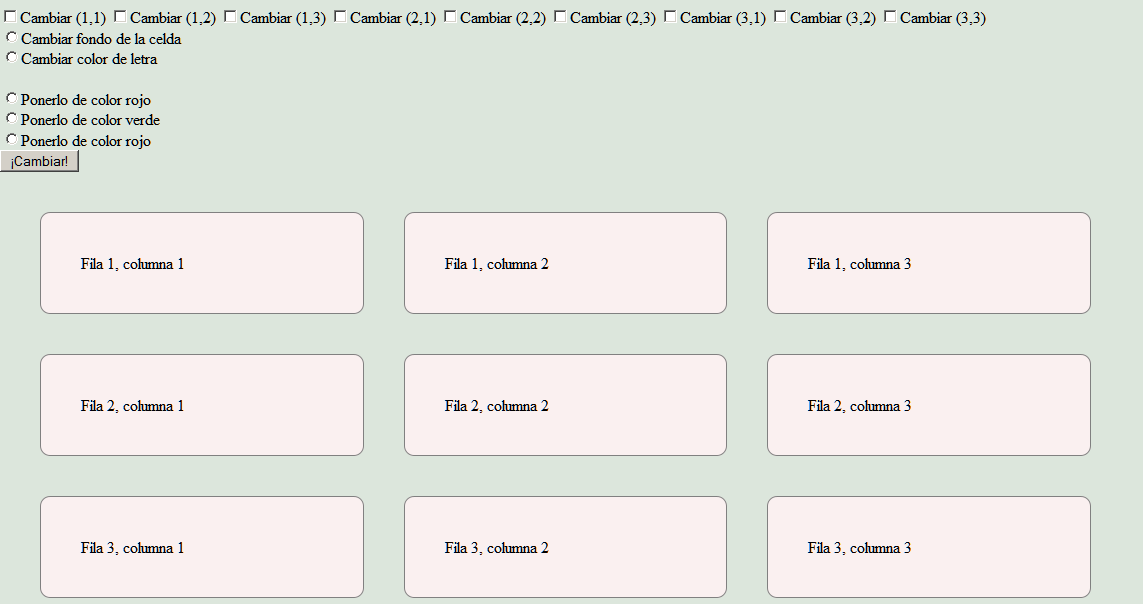 Cambiar (1,1) Cambiar (1,2) Cambiar (1,3) Cambiar (2,1) Cambiar (2,2) Cambiar (2,3) Cambiar (3,1) Cambiar (3,2) Cambiar (3,3)
Cambiar fondo de la celda
Cambiar color de letra
Ponerlo de color rojo
Ponerlo de color verde
Ponerlo de color rojo
¡Cambiar!
Fila 1, columna 1 Fila 1, columna 2 Fila 1, columna 3
Fila 2, columna 1 Fila 2, columna 2 Fila 2, columna 3
Fila 3, columna 1 Fila 3, columna 2 Fila 3, columna 3